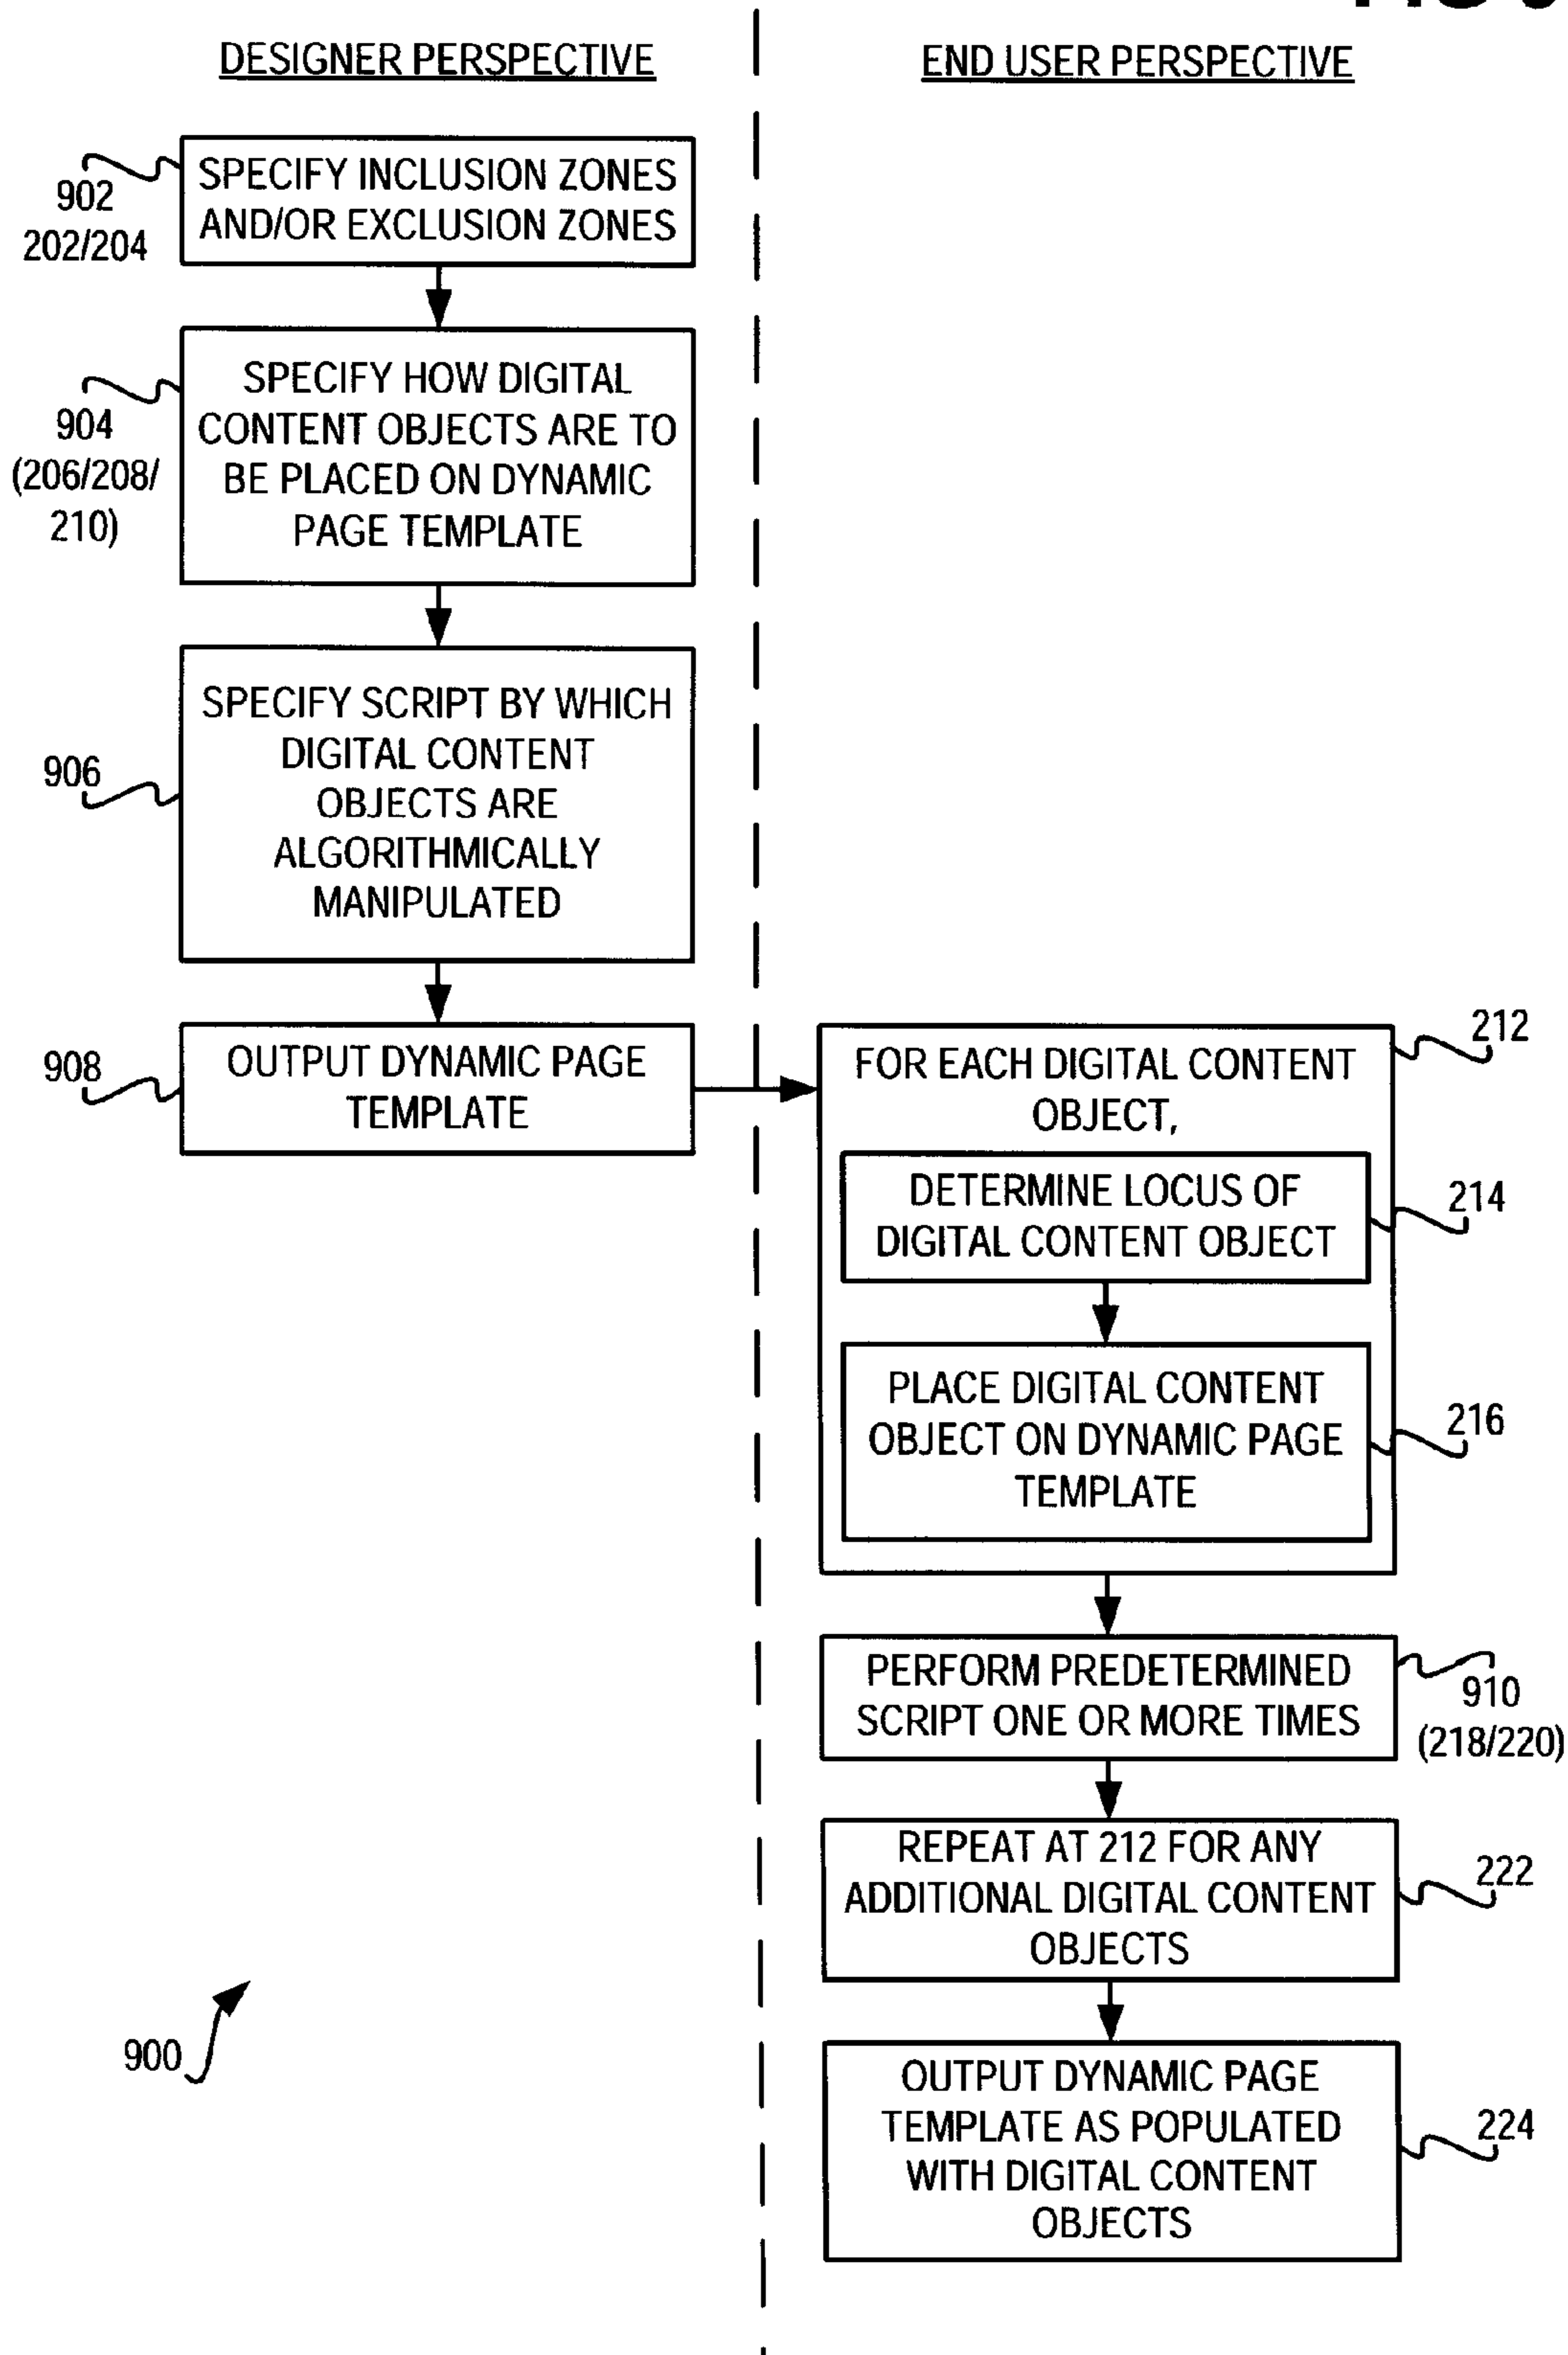 DESIGNER PERSPECTIVE
END USER PERSPECTIVE
902
202/204
SPECIFY INCLUSION ZONES
AND/OR EXCLUSION ZONES
904
(206/208/
210)
SPECIFY HOW DIGITAL
CONTENT OBJECTS ARE TO
BE PLACED ON DYNAMIC
PAGE TEMPLATE
906
SPECIFY SCRIPT BY WHICH
DIGITAL CONTENT
OBJECTS ARE
ALGORITHMICALLY
MANIPULATED
908
OUTPUT DYNAMIC PAGE
TEMPLATE
212
FOR EACH DIGITAL CONTENT
OBJECT,
214
DETERMINE LOCUS OF
DIGITAL CONTENT OBJECT
216
PLACE DIGITAL CONTENT
OBJECT ON DYNAMIC PAGE
TEMPLATE
PERFORM PREDETERMINED
SCRIPT ONE OR MORE TIMES
910
(218/220)
REPEAT AT 212 FOR ANY
ADDITIONAL DIGITAL CONTENT
OBJECTS
222
900
OUTPUT DYNAMIC PAGE
TEMPLATE AS POPULATED
WITH DIGITAL CONTENT
OBJECTS
224